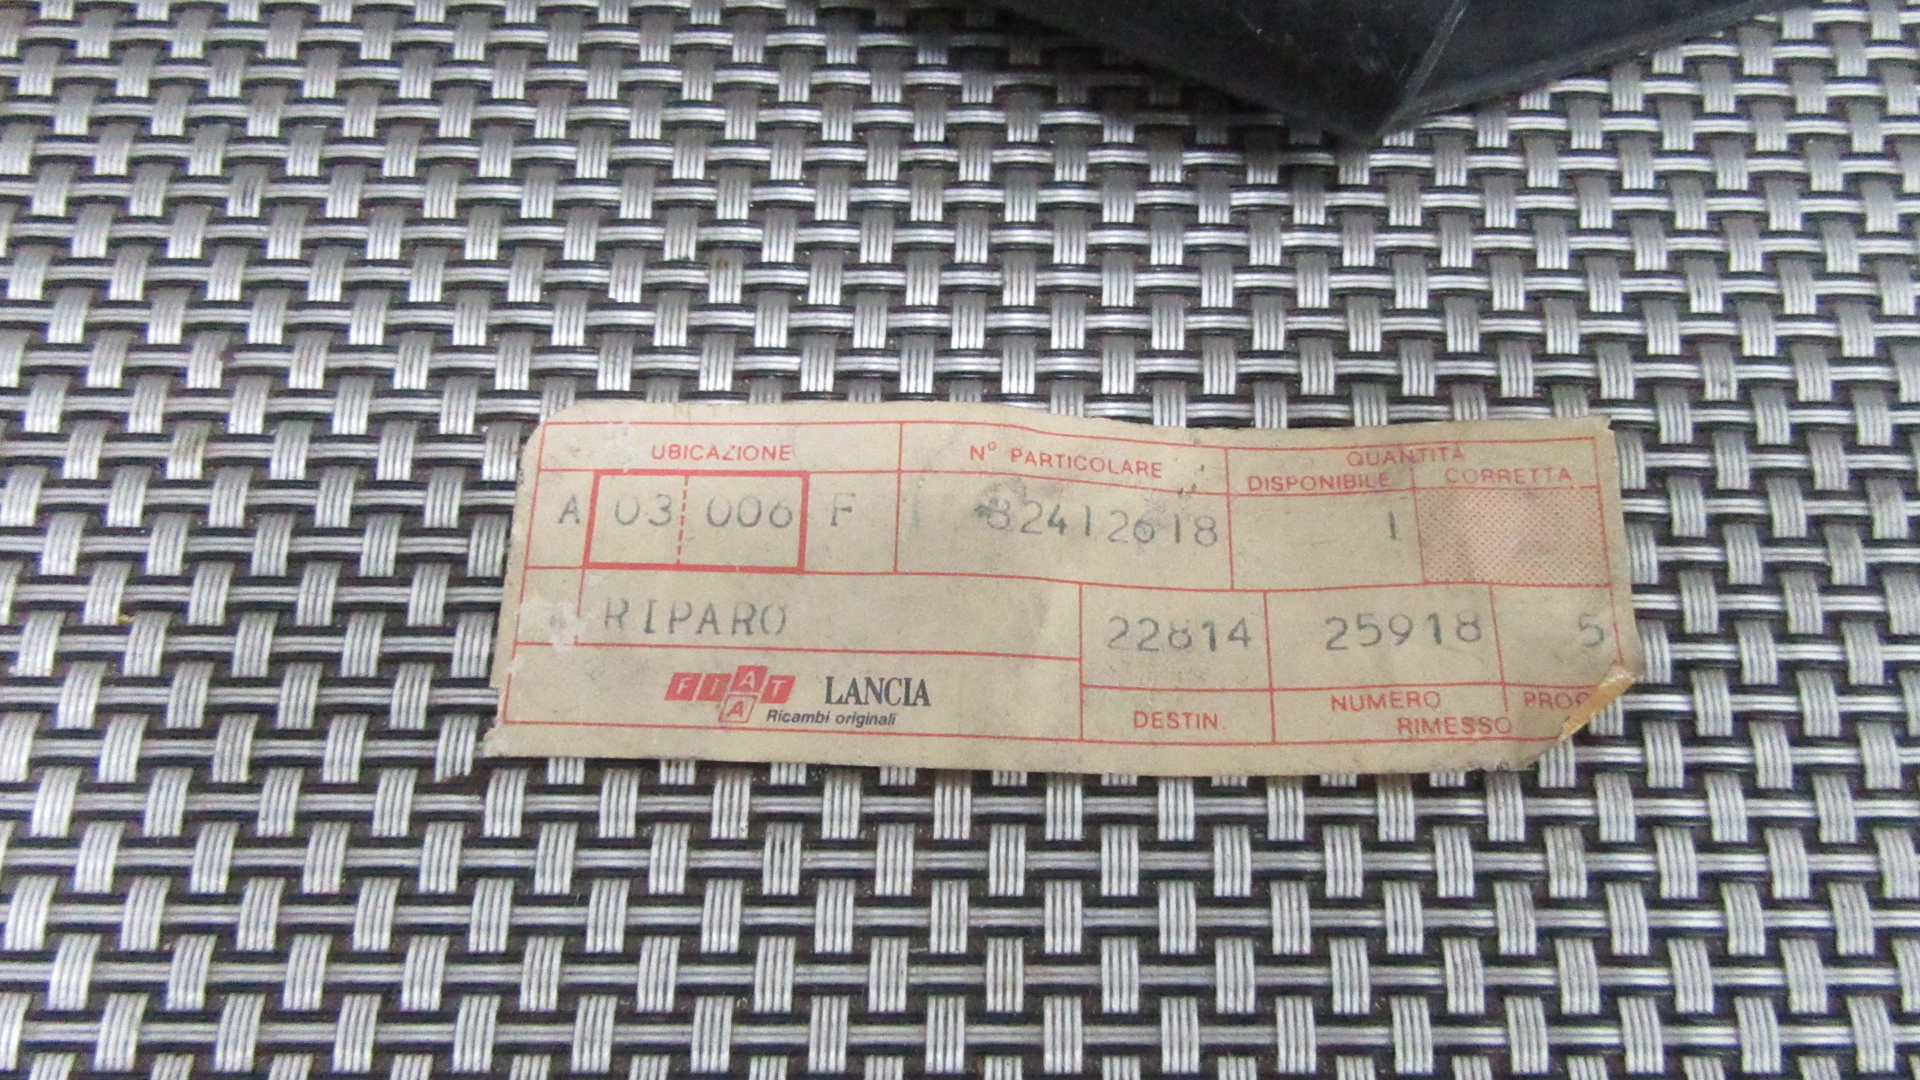 UBICAZIONE N° PARTICOLARE QUANTITÀ
DISPONIBILE CORRETTA
A 03 006 F 82412618 1
RIPARO 22814 25918 5
FIAT LANCIA
Ricambi originali
DESTIN NUMERO RIMESSO